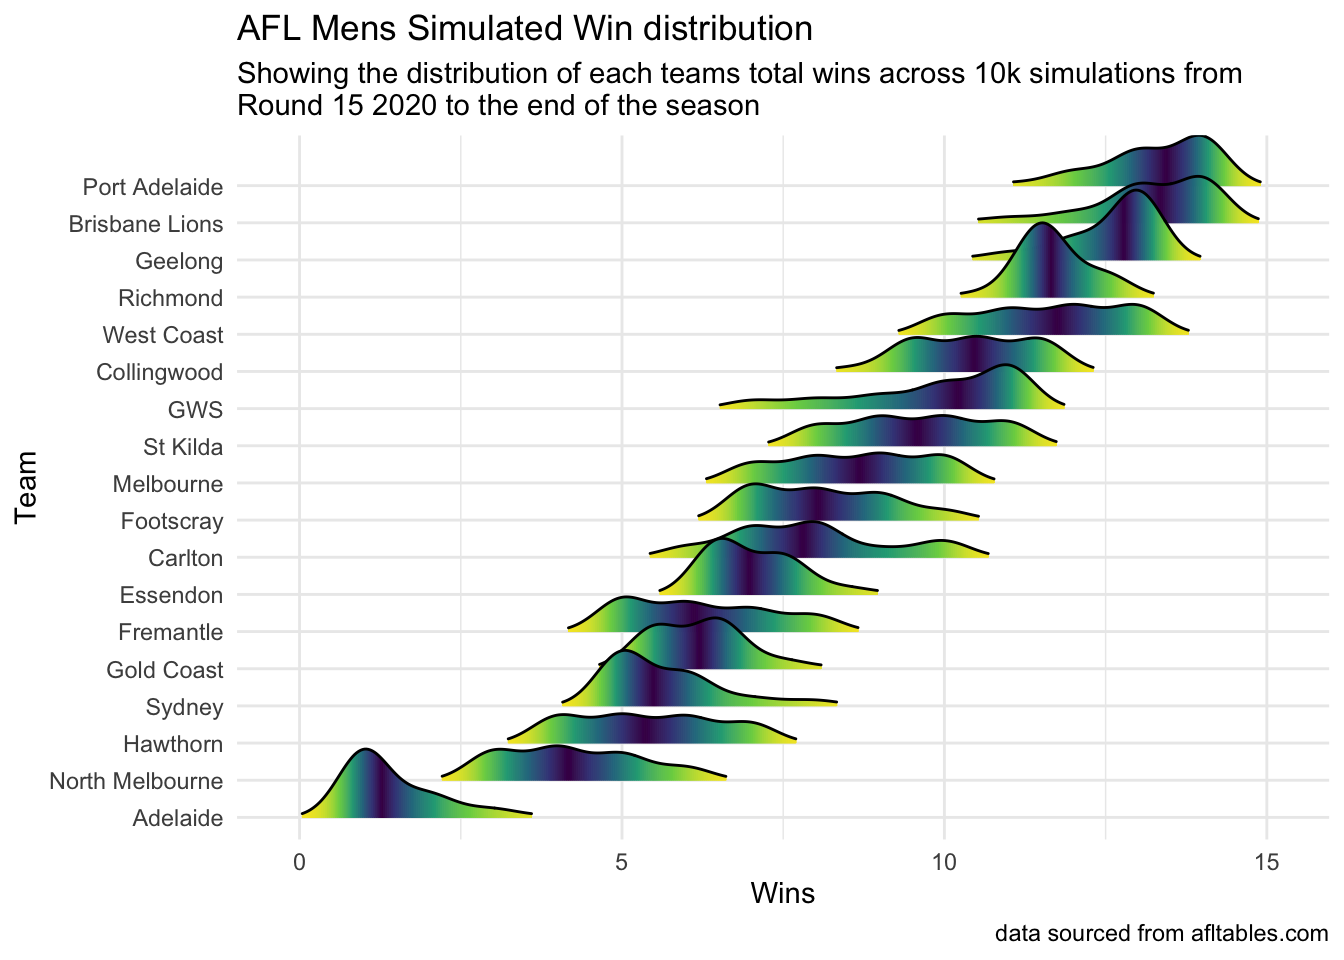 AFL Mens Simulated Win distribution
Showing the distribution of each teams total wins across 10k simulations from
Round 15 2020 to the end of the season
Team
Port Adelaide
Brisbane Lions
Geelong
Richmond
West Coast
Collingwood
GWS
St Kilda
Melbourne
Footscray
Carlton
Essendon
Fremantle
Gold Coast
Sydney
Hawthorn
North Melbourne
Adelaide
0 5 10 15
Wins
data sourced from afltables.com